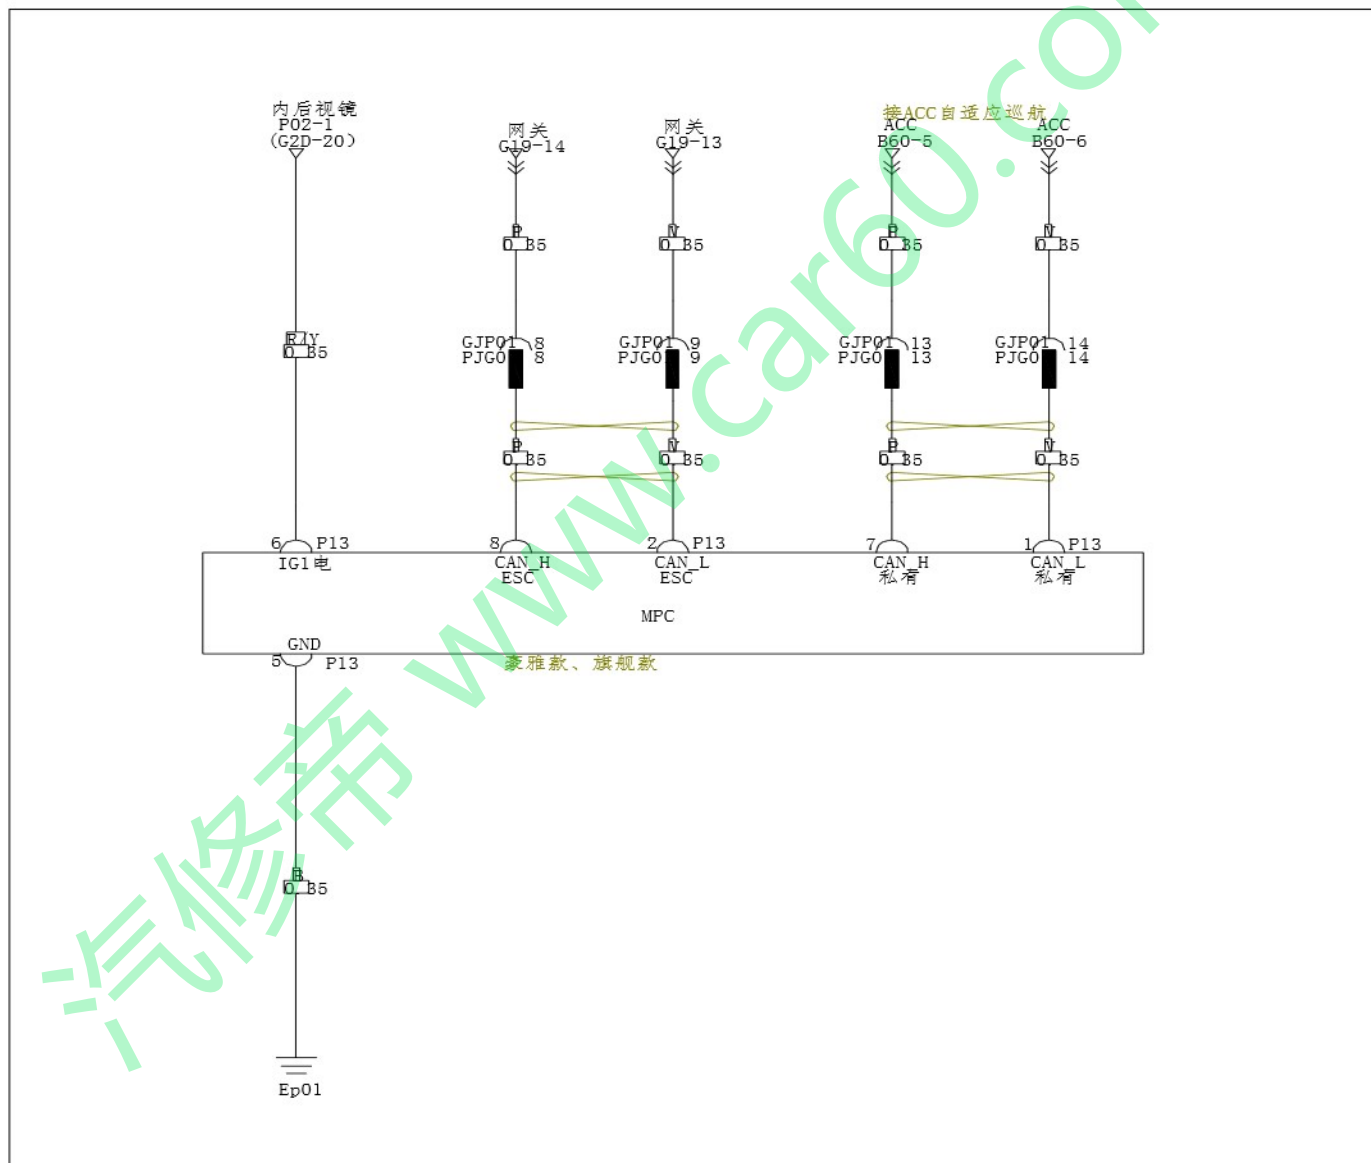 内后视镜
P02-1
(G2D-20)
网关
G19-14
网关
G19-13
接ACC自适应巡航
ACC
B60-5
ACC
B60-6
P
0.35
V
0.35
P
0.35
V
0.35
R/Y
0.35
GJP01 8
PJG0 8
GJP01 9
PJG0 9
GJP01 13
PJG0 13
GJP01 14
PJG0 14
P
0.35
V
0.35
P
0.35
V
0.35
6 P13
8
2 P13
7
1 P13
IG1电
CAN_H
ESC
CAN_L
ESC
CAN_H
私有
CAN_L
私有
MPC
GND
5 P13
豪雅款、旗舰款
B
0.35
Ep01
汽修帝 www.car60.com